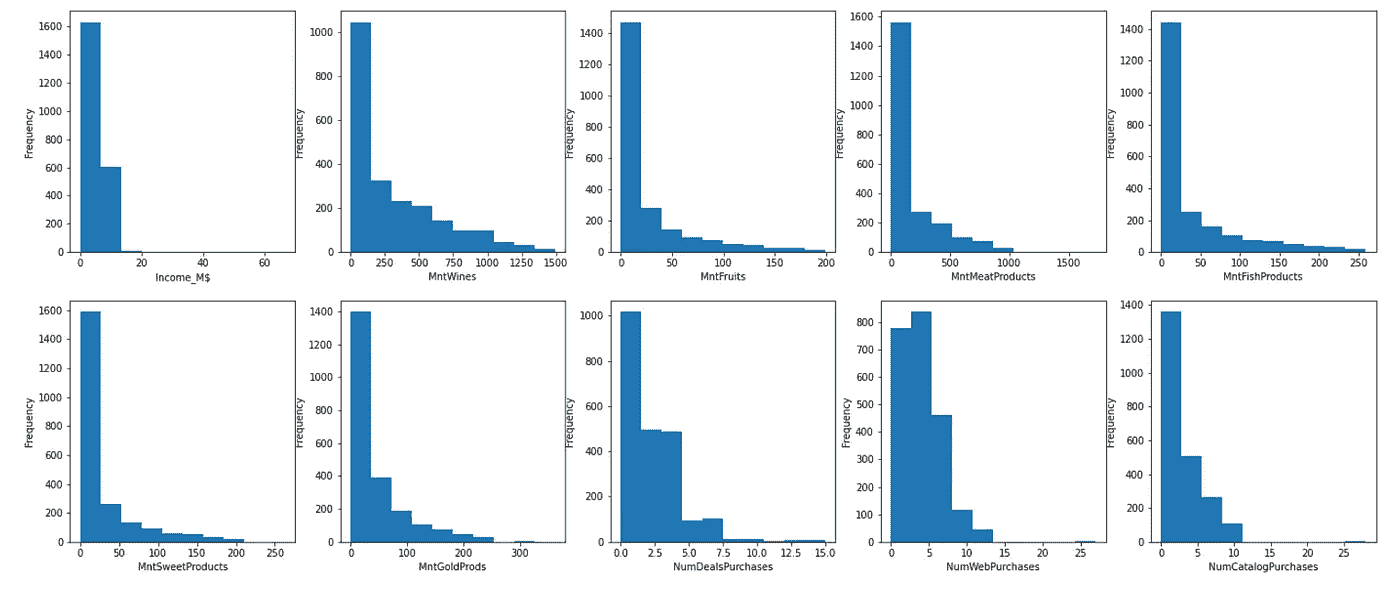 1600
1400
1200
1000
800
600
400
200
0
Frequency
0 20 40 60
Income_M$
1000
800
600
400
200
0
Frequency
0 250 500 750 1000 1250 1500
MntWines
1400
1200
1000
800
600
400
200
0
Frequency
0 50 100 150 200
MntFruits
1600
1400
1200
1000
800
600
400
200
0
Frequency
0 500 1000 1500
MntMeatProducts
1400
1200
1000
800
600
400
200
0
Frequency
0 50 100 150 200 250
MntFishProducts
1600
1400
1200
1000
800
600
400
200
0
Frequency
0 50 100 150 200 250
MntSweetProducts
1400
1200
1000
800
600
400
200
0
Frequency
0 100 200 300
MntGoldProds
1000
800
600
400
200
0
Frequency
0.0 2.5 5.0 7.5 10.0 12.5 15.0
NumDealsPurchases
800
700
600
500
400
300
200
100
0
Frequency
0 5 10 15 20 25
NumWebPurchases
1400
1200
1000
800
600
400
200
0
Frequency
0 5 10 15 20 25
NumCatalogPurchases